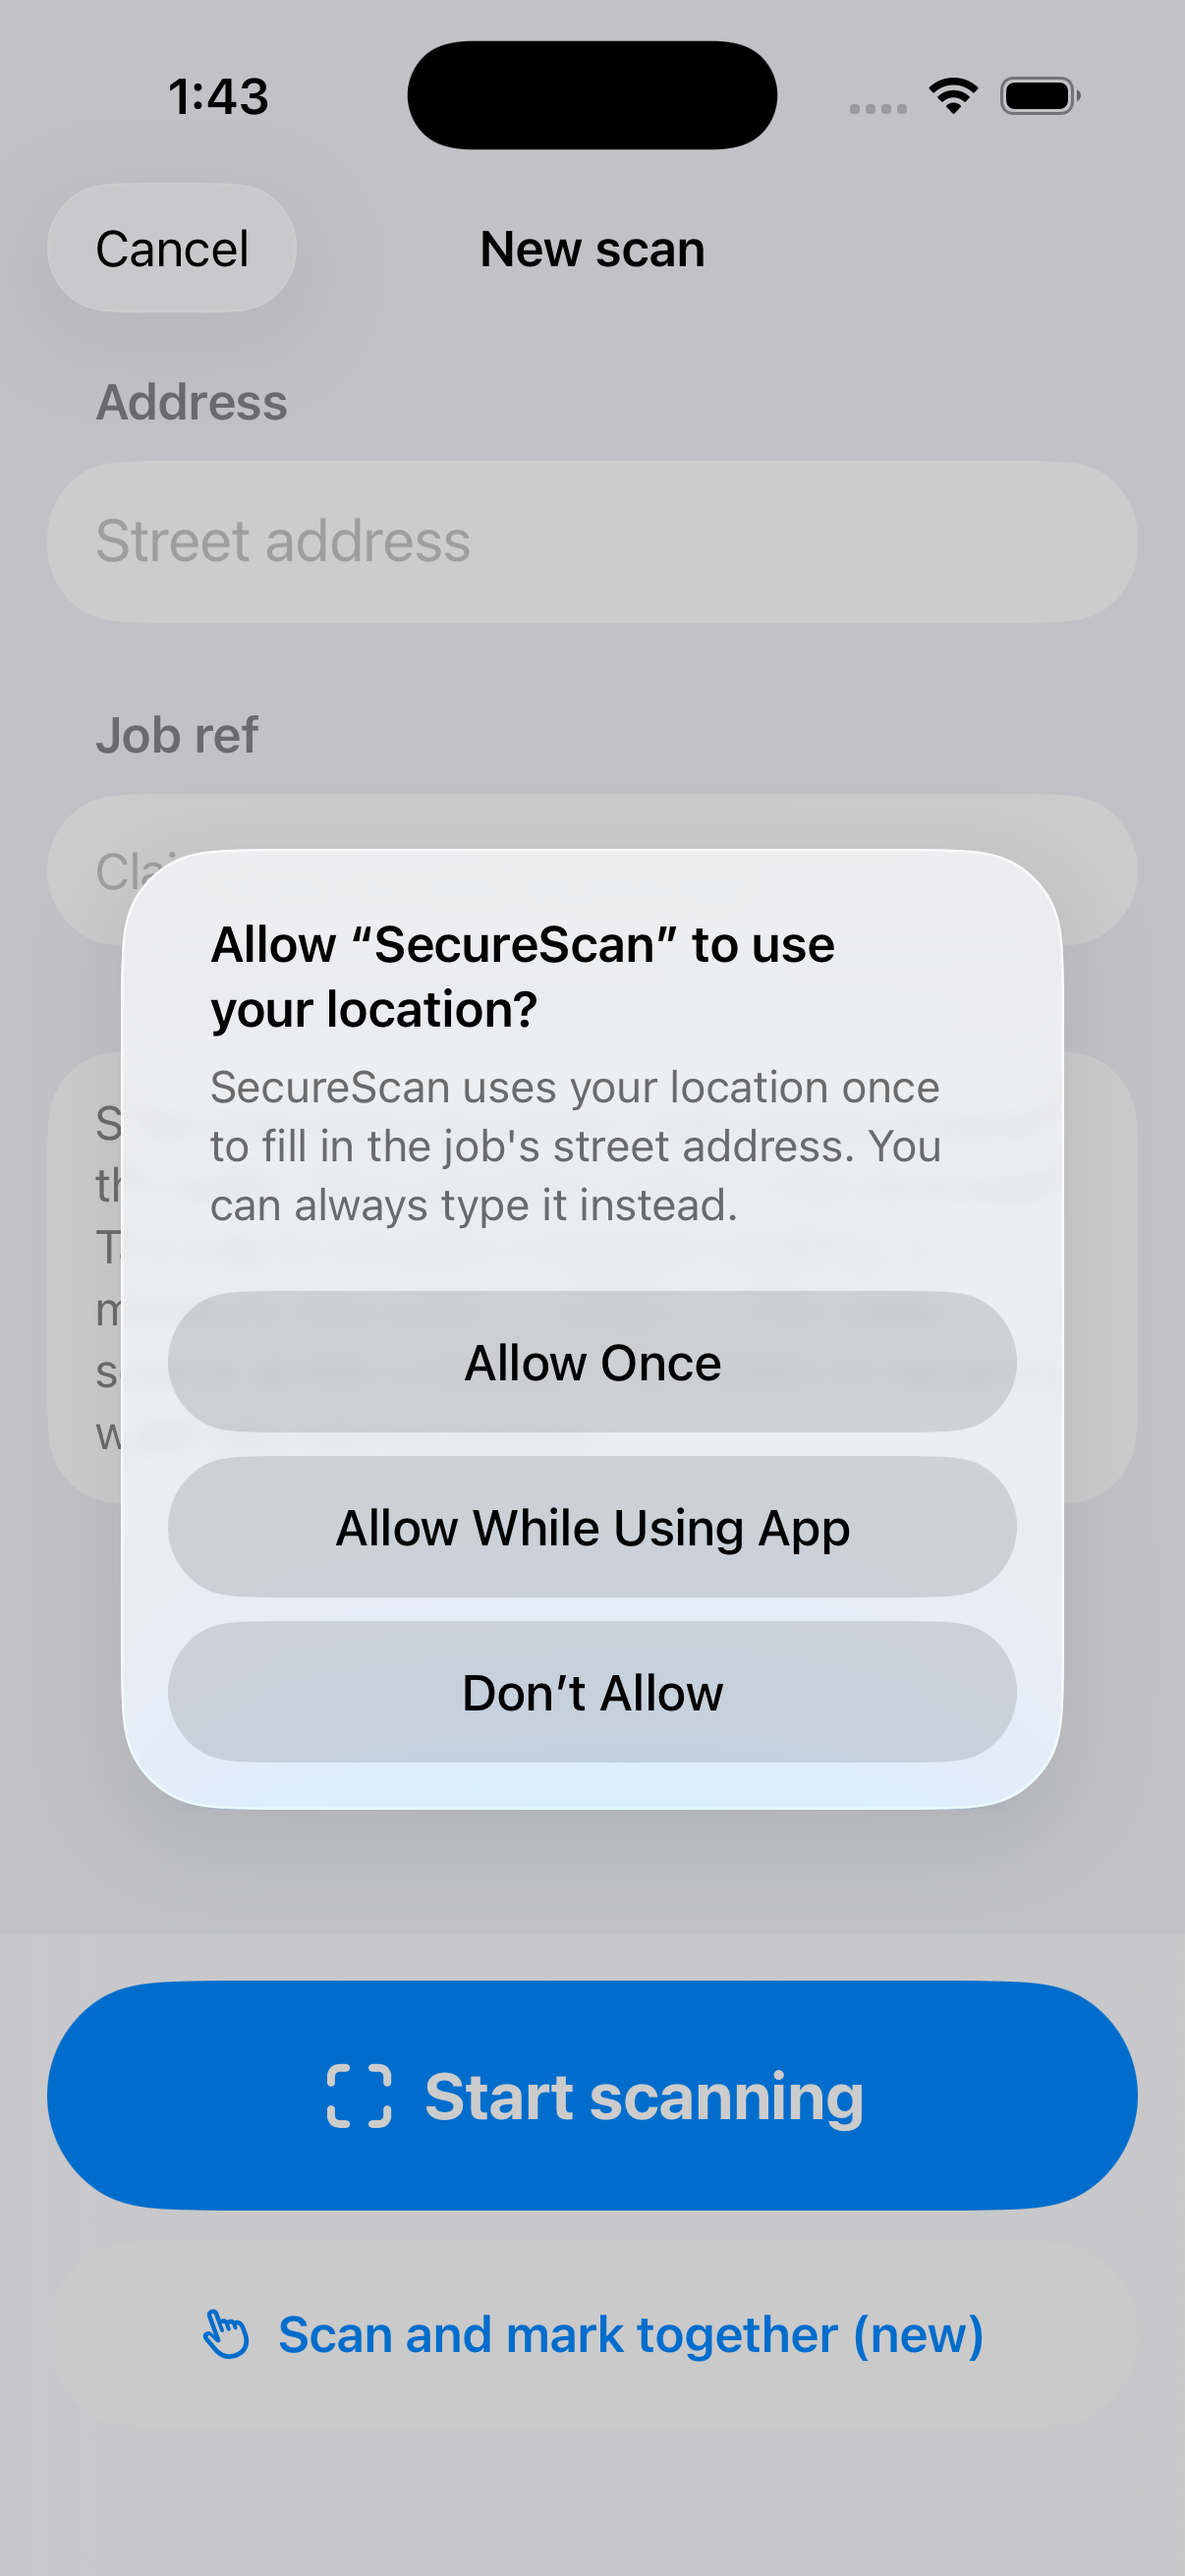 1:43
Cancel
New scan
Address
Street address
Job ref
Allow “SecureScan” to use
your location?
SecureScan uses your location once
to fill in the job's street address. You
can always type it instead.
Allow Once
Allow While Using App
Don’t Allow
Start scanning
Scan and mark together (new)